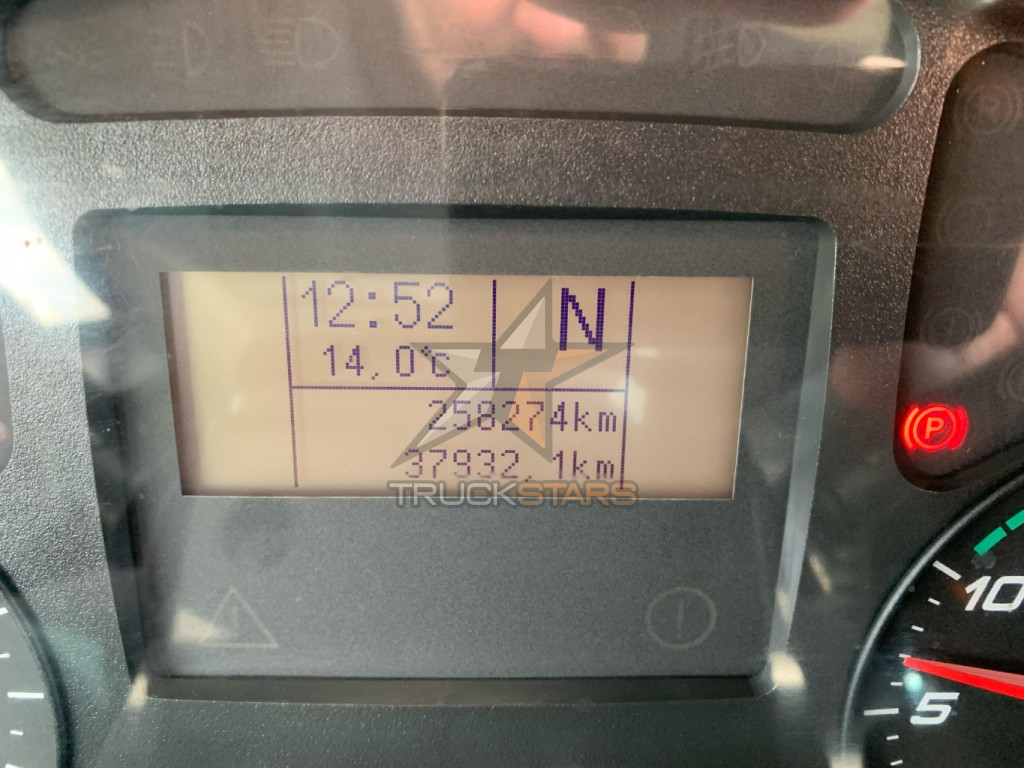 12:52
N
14,0°C
258274km
37932,1km
TRUCKSTARS
P
10
5